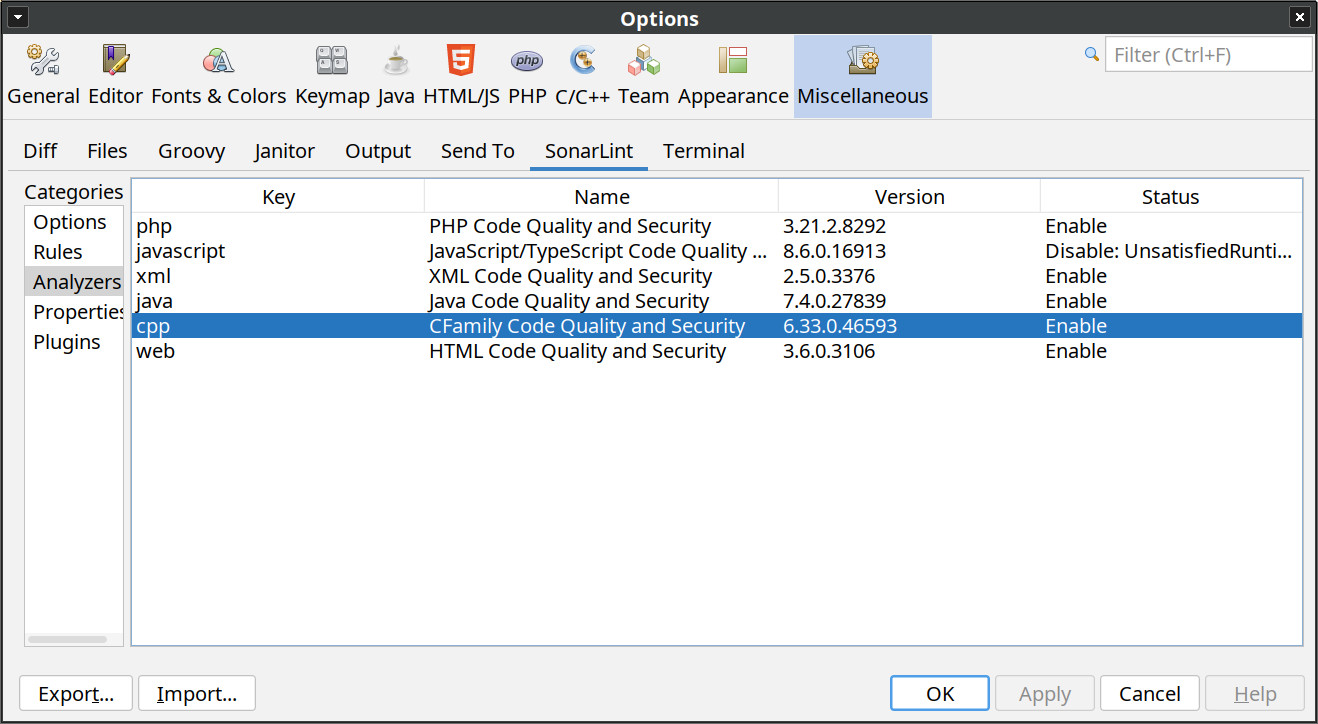 Options
General Editor Fonts & Colors Keymap Java HTML/JS PHP C/C++ Team Appearance Miscellaneous
php
Filter (Ctrl+F)
Diff Files Groovy Janitor Output Send To SonarLint Terminal
Categories
Options
Rules
Analyzers
Properties
Plugins
Key Name Version Status
php PHP Code Quality and Security 3.21.2.8292 Enable
javascript JavaScript/TypeScript Code Quality ... 8.6.0.16913 Disable: UnsatisfiedRunti...
xml XML Code Quality and Security 2.5.0.3376 Enable
java Java Code Quality and Security 7.4.0.27839 Enable
cpp CFamily Code Quality and Security 6.33.0.46593 Enable
web HTML Code Quality and Security 3.6.0.3106 Enable
Export... Import... OK Apply Cancel Help